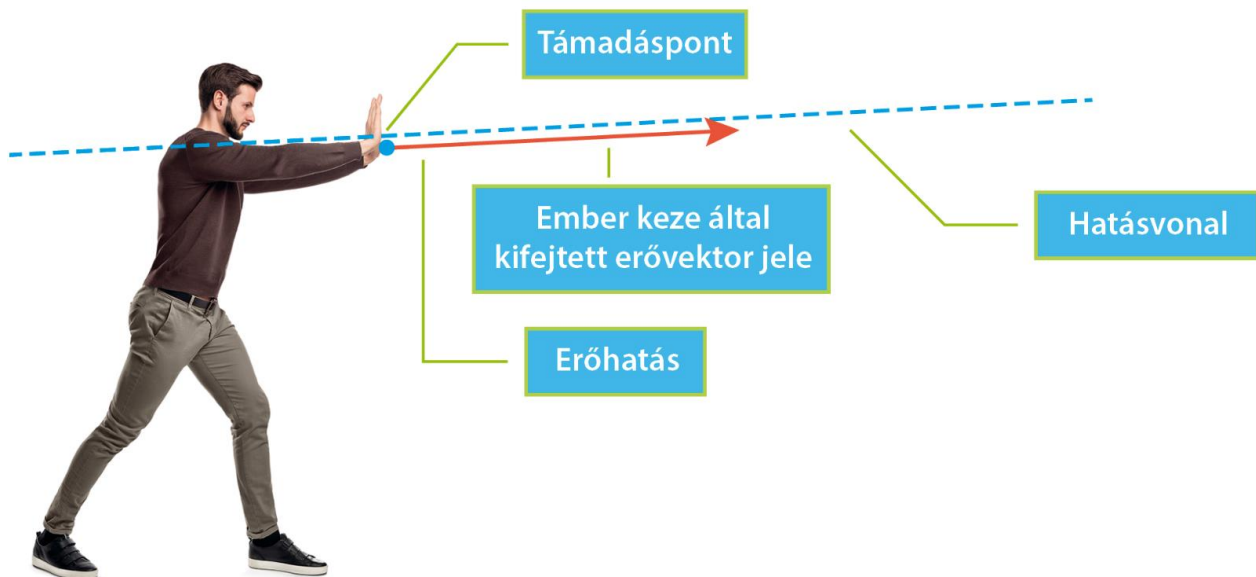 Támadáspont
Ember keze által
kifejtett erővektor jele
Hatásvonal
Erőhatás